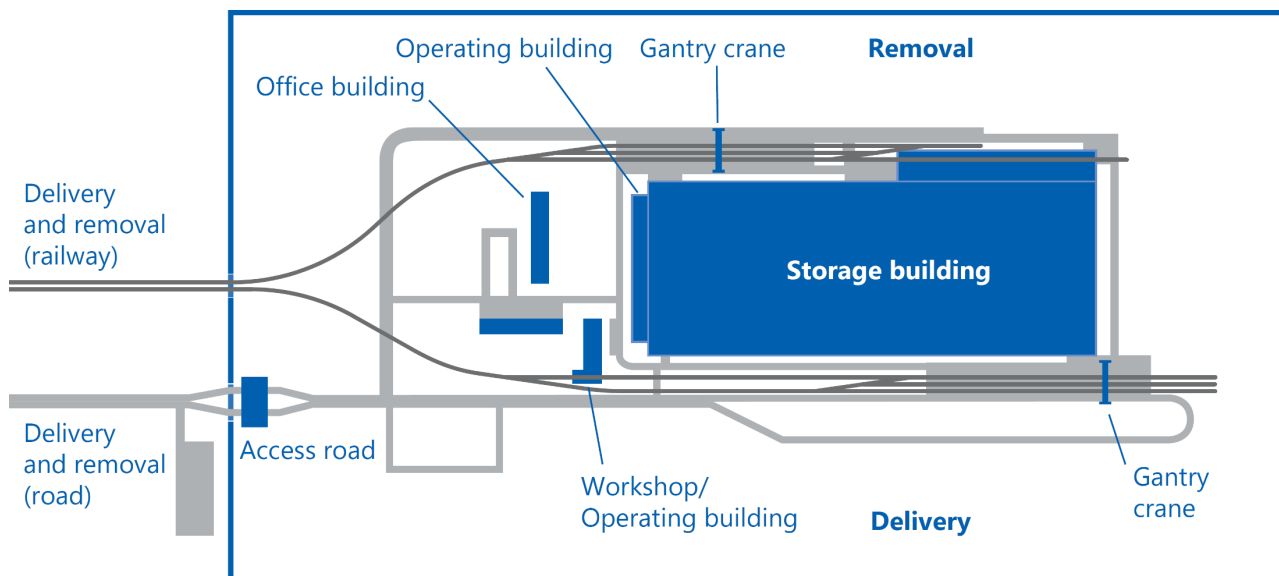 Operating building
Gantry crane
Removal
Office building
Delivery
and removal
(railway)
Storage building
Delivery
and removal
(road)
Access road
Workshop/
Operating building
Delivery
Gantry
crane